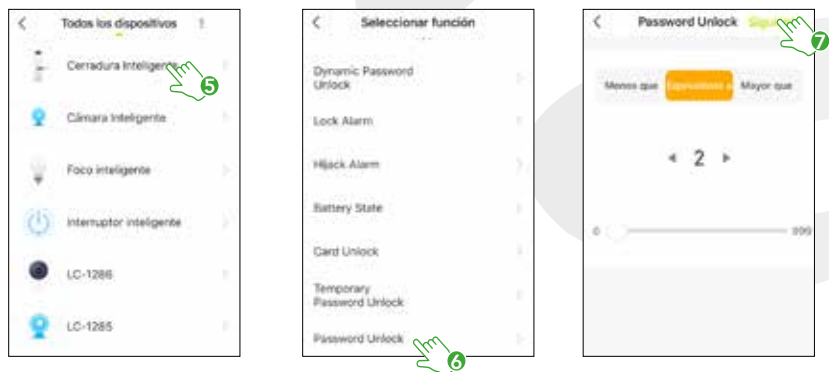 Todos los dispositivos
Cerradura Inteligente
5
Cámara Inteligente
Foco inteligente
Interruptor inteligente
LC-1286
LC-1285
Seleccionar función
Dynamic Password
Unlock
Lock Alarm
Hijack Alarm
Battery State
Card Unlock
Temporary
Password Unlock
Password Unlock
6
Password Unlock
7
Menos que
Mayor que
2
0
999